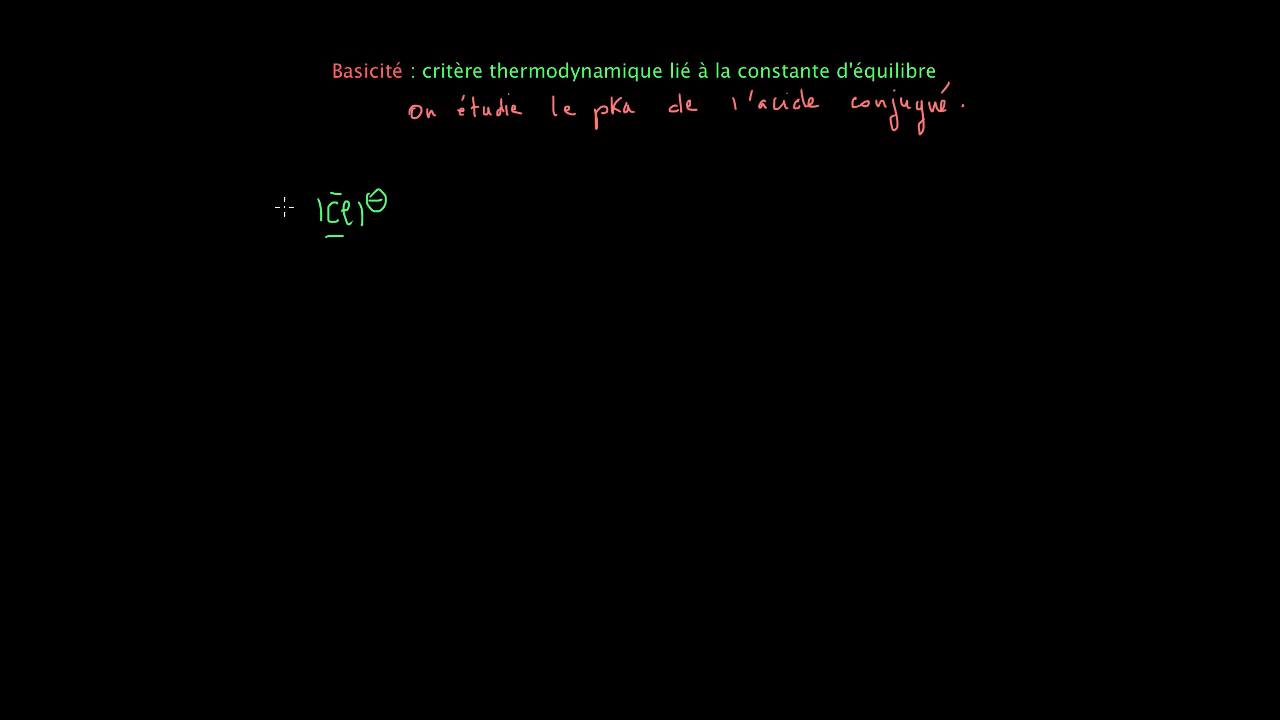 Basicité : critère thermodynamique lié à la constante d'équilibre
On étudie le pKa de l'acide conjugué.
|Cl|⊖